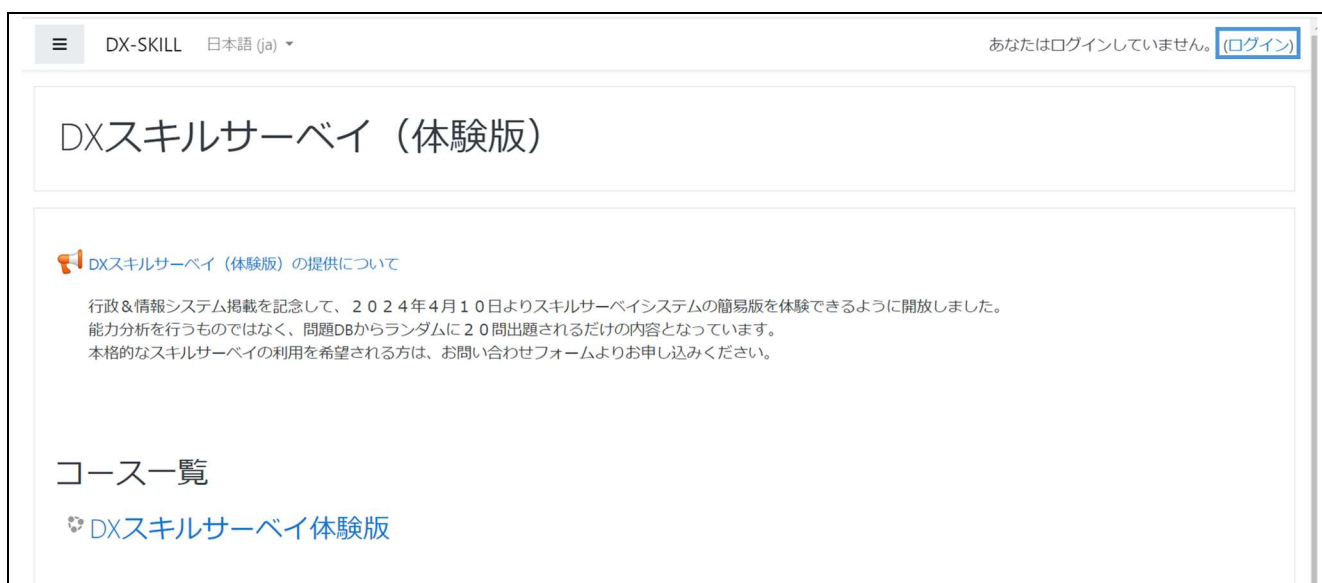 DX-SKILL 日本語 (ja) あなたはログインしていません。(ログイン)
DXスキルサーベイ（体験版）
DXスキルサーベイ（体験版）の提供について
行政＆情報システム掲載を記念して、２０２４年４月１０日よりスキルサーベイシステムの簡易版を体験できるように開放しました。
能力分析を行うものではなく、問題DBからランダムに２０問出題されるだけの内容となっています。
本格的なスキルサーベイの利用を希望される方は、お問い合わせフォームよりお申し込みください。
コース一覧
DXスキルサーベイ体験版